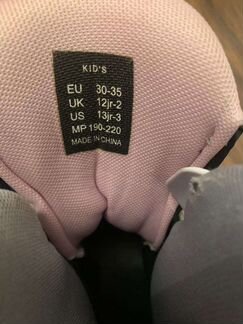 KID'S
EU 30-35
UK 12jr-2
US 13jr-3
MP 190-220
MADE IN CHINA